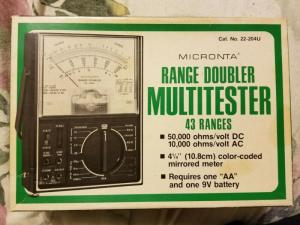 Cat. No. 22-204U
MICRONTA
RANGE DOUBLER
MULTITESTER
43 RANGES
■ 50,000 ohms/volt DC
10,000 ohms/volt AC
■ 4¼" (10.8cm) color-coded
mirrored meter
■ Requires one "AA"
and one 9V battery